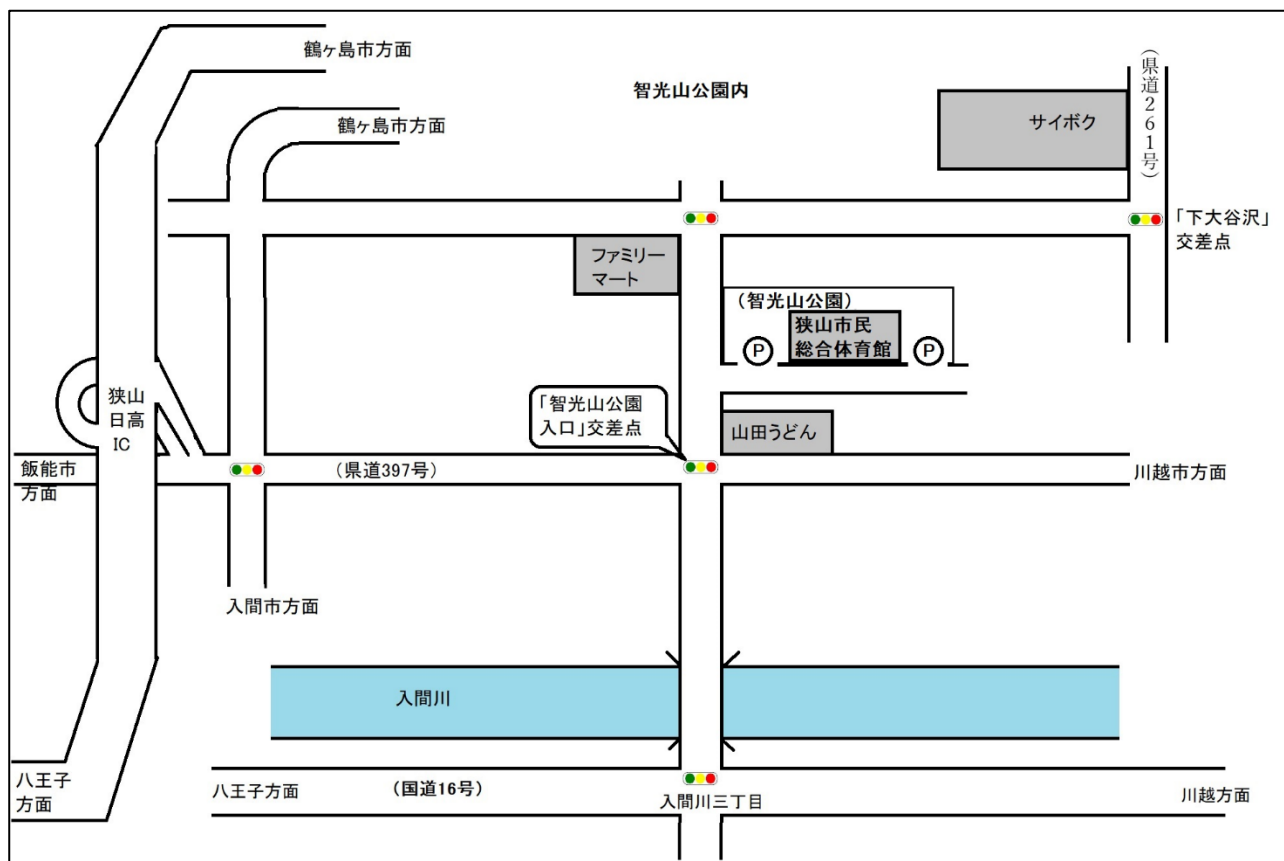 鶴ヶ島市方面
鶴ヶ島市方面
智光山公園内
(県道261号)
サイボク
「下大谷沢」
交差点
ファミリー
マート
(智光山公園)
狭山市民
総合体育館
P
P
狭山
日高
IC
「智光山公園
入口」交差点
山田うどん
飯能市
方面
(県道397号)
川越市方面
入間市方面
入間川
八王子
方面
八王子方面
(国道16号)
入間川三丁目
川越方面